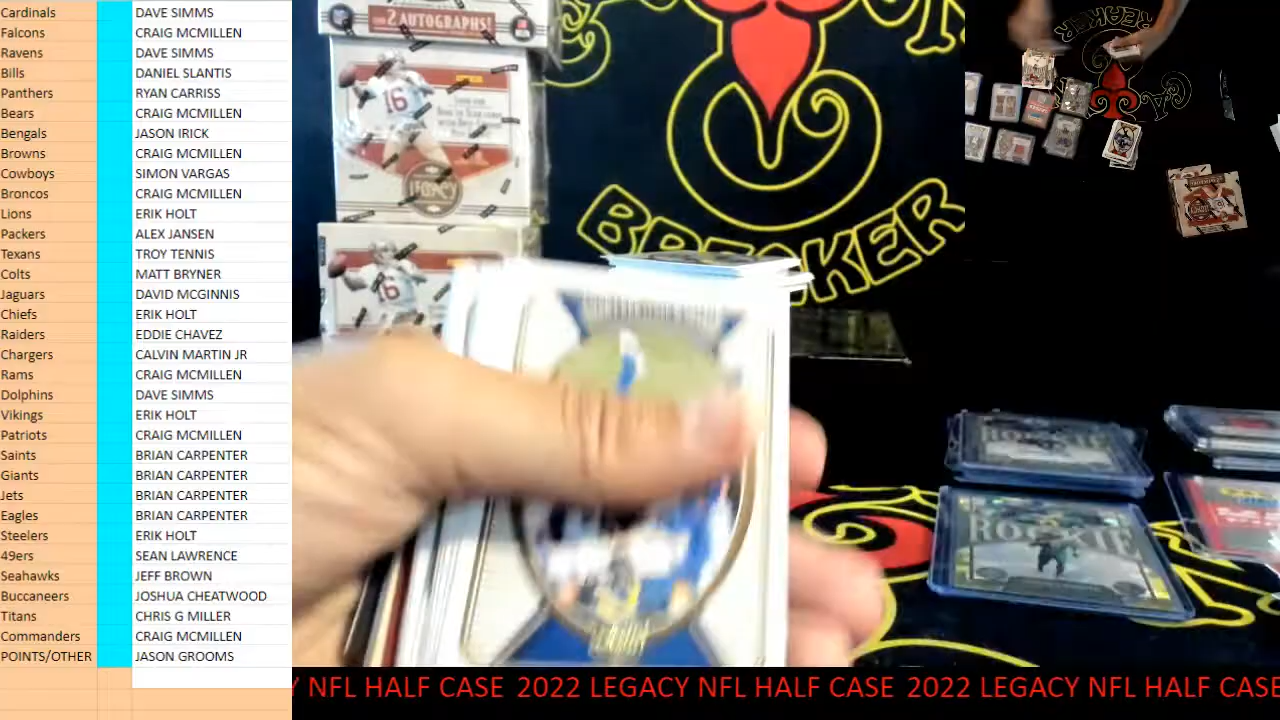 Cardinals DAVE SIMMS
Falcons CRAIG MCMILLEN
Ravens DAVE SIMMS
Bills DANIEL SLANTIS
Panthers RYAN CARRISS
Bears CRAIG MCMILLEN
Bengals JASON IRICK
Browns CRAIG MCMILLEN
Cowboys SIMON VARGAS
Broncos CRAIG MCMILLEN
Lions ERIK HOLT
Packers ALEX JANSEN
Texans TROY TENNIS
Colts MATT BRYNER
Jaguars DAVID MCGINNIS
Chiefs ERIK HOLT
Raiders EDDIE CHAVEZ
Chargers CALVIN MARTIN JR
Rams CRAIG MCMILLEN
Dolphins DAVE SIMMS
Vikings ERIK HOLT
Patriots CRAIG MCMILLEN
Saints BRIAN CARPENTER
Giants BRIAN CARPENTER
Jets BRIAN CARPENTER
Eagles BRIAN CARPENTER
Steelers ERIK HOLT
49ers SEAN LAWRENCE
Seahawks JEFF BROWN
Buccaneers JOSHUA CHEATWOOD
Titans CHRIS G MILLER
Commanders CRAIG MCMILLEN
POINTS/OTHER JASON GROOMS
2 AUTOGRAPHS!
16
LEGACY
16
BREAKER
BREAKER
ROOKIE
ROOKIE
Y NFL HALF CASE 2022 LEGACY NFL HALF CASE 2022 LEGACY NFL HALF CASE